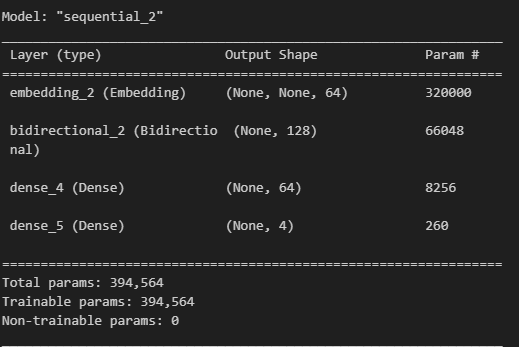 Model: "sequential_2"
Layer (type) Output Shape Param #
embedding_2 (Embedding) (None, None, 64) 320000
bidirectional_2 (Bidirectio (None, 128) 66048
nal)
dense_4 (Dense) (None, 64) 8256
dense_5 (Dense) (None, 4) 260
Total params: 394,564
Trainable params: 394,564
Non-trainable params: 0